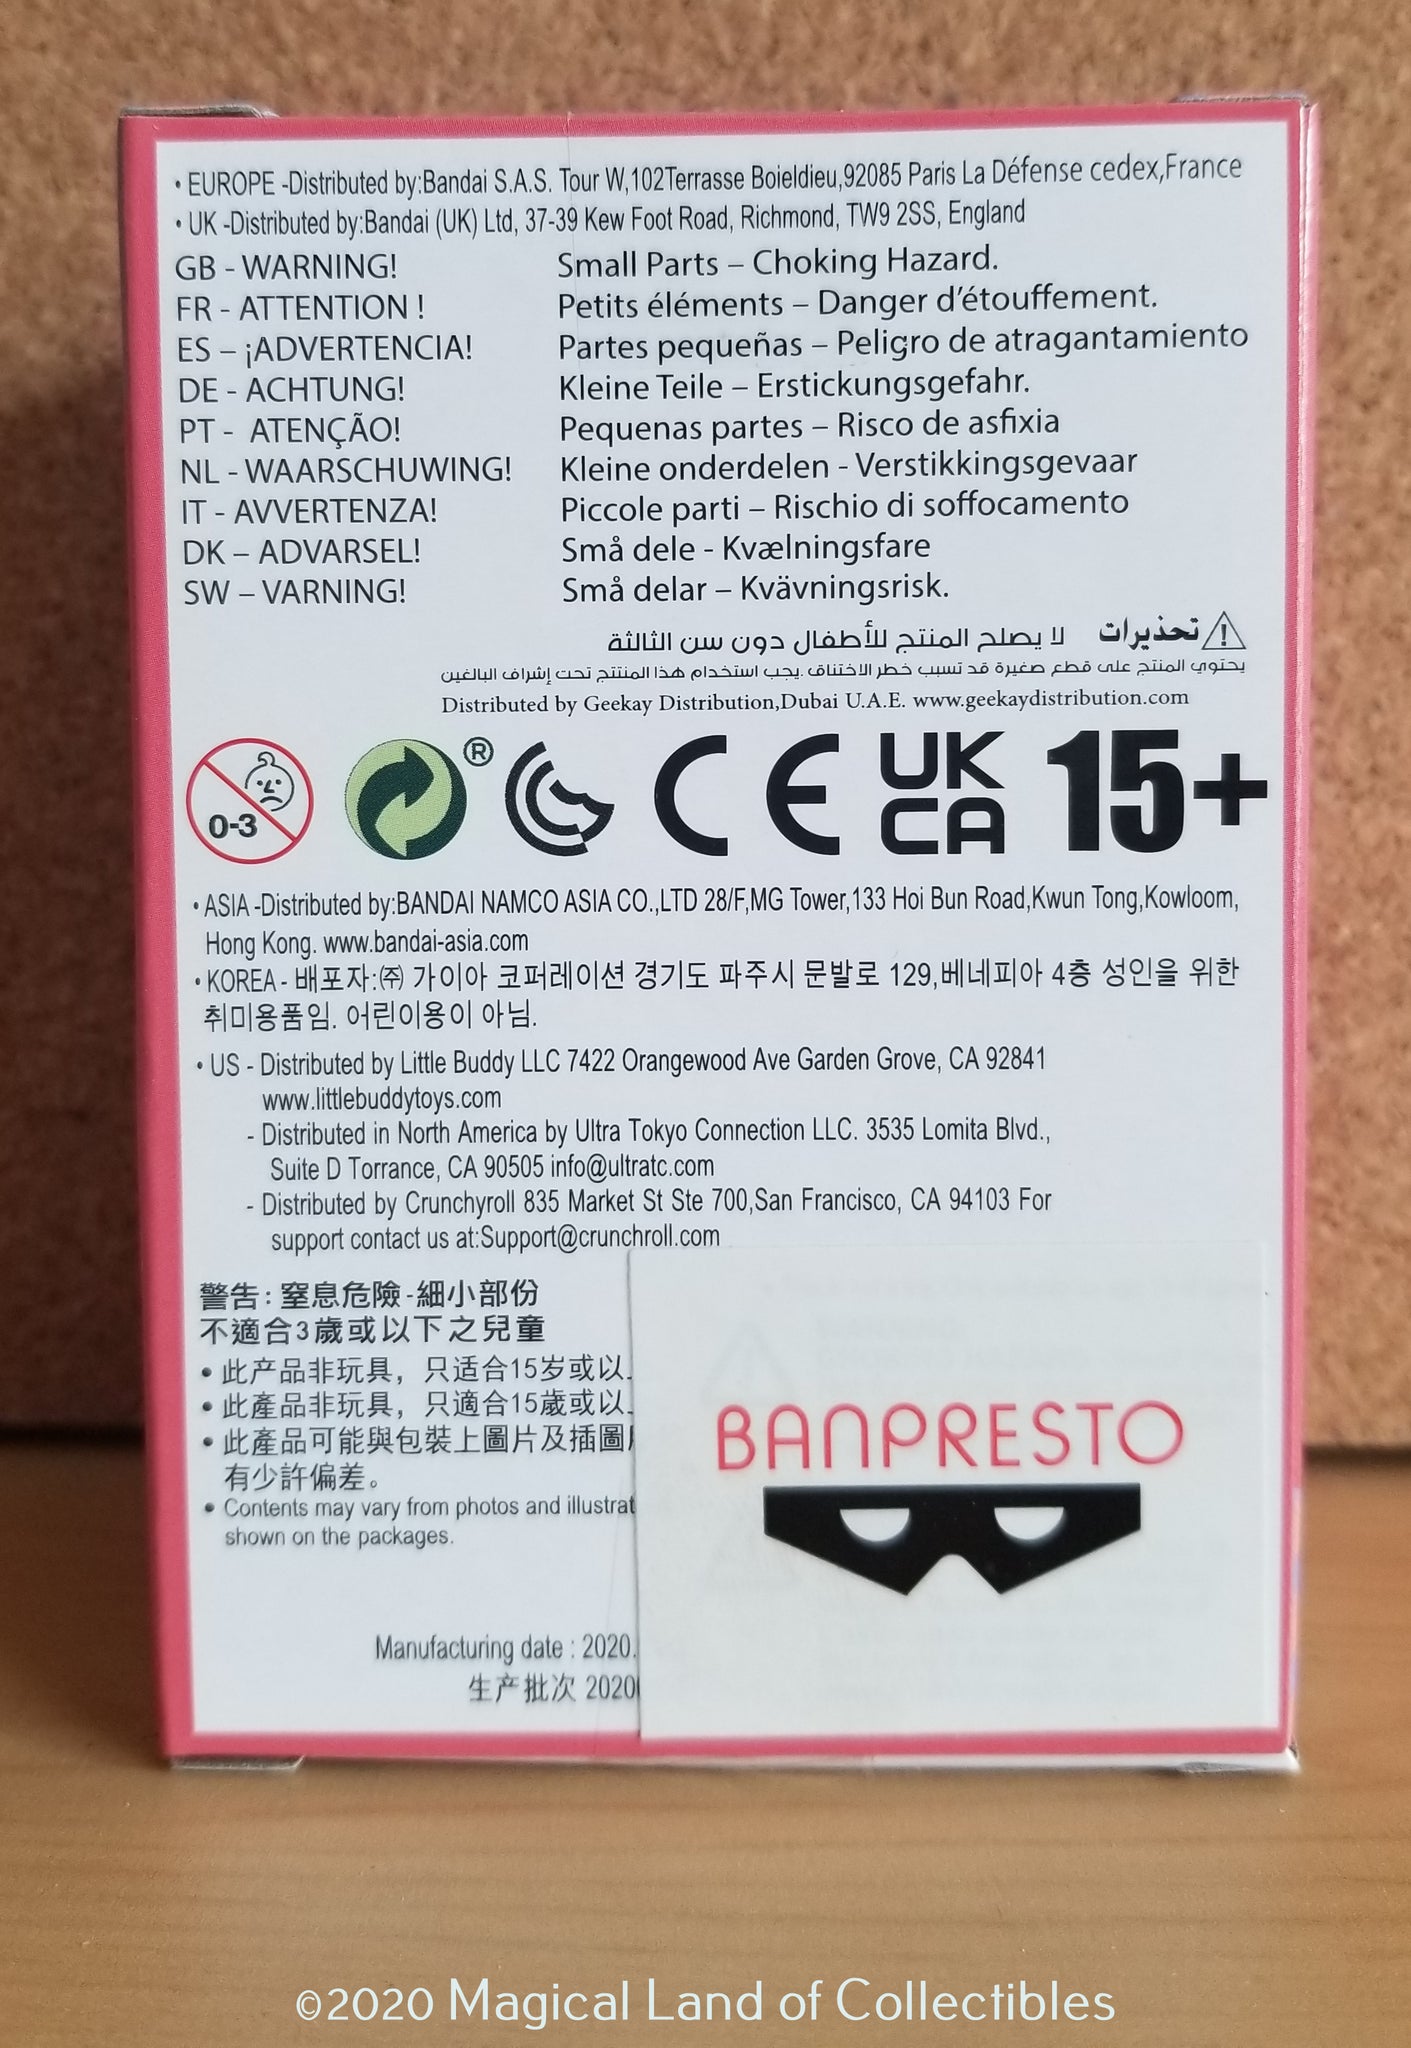 • EUROPE -Distributed by:Bandai S.A.S. Tour W,102Terrasse Boieldieu,92085 Paris La Défense cedex,France
• UK -Distributed by:Bandai (UK) Ltd, 37-39 Kew Foot Road, Richmond, TW9 2SS, England
GB - WARNING! Small Parts – Choking Hazard.
FR - ATTENTION ! Petits éléments – Danger d’étouffement.
ES – ¡ADVERTENCIA! Partes pequeñas – Peligro de atragantamiento
DE - ACHTUNG! Kleine Teile – Erstickungsgefahr.
PT - ATENÇÃO! Pequenas partes – Risco de asfixia
NL - WAARSCHUWING! Kleine onderdelen - Verstikkingsgevaar
IT - AVVERTENZA! Piccole parti – Rischio di soffocamento
DK – ADVARSEL! Små dele - Kvælningsfare
SW – VARNING! Små delar – Kvävningsrisk.
تحذيرات لا يصلح المنتج للأطفال دون سن الثالثة
يحتوي المنتج على قطع صغيرة قد تسبب خطر الاختناق .يجب استخدام هذا المنتتج تحت إشراف البالغين
Distributed by Geekay Distribution,Dubai U.A.E. www.geekaydistribution.com
0-3 ® CE UK CA 15+
• ASIA -Distributed by:BANDAI NAMCO ASIA CO.,LTD 28/F,MG Tower,133 Hoi Bun Road,Kwun Tong,Kowloom,
Hong Kong. www.bandai-asia.com
• KOREA - 배포자:㈜ 가이아 코퍼레이션 경기도 파주시 문발로 129,베네피아 4층 성인을 위한
취미용품임. 어린이용이 아님.
• US - Distributed by Little Buddy LLC 7422 Orangewood Ave Garden Grove, CA 92841
www.littlebuddytoys.com
- Distributed in North America by Ultra Tokyo Connection LLC. 3535 Lomita Blvd.,
Suite D Torrance, CA 90505 info@ultratc.com
- Distributed by Crunchyroll 835 Market St Ste 700,San Francisco, CA 94103 For
support contact us at:Support@crunchroll.com
警告: 窒息危險-細小部份
不適合3歲或以下之兒童
• 此产品非玩具，只适合15岁或以
• 此產品非玩具，只適合15歲或以
• 此產品可能與包裝上圖片及插圖
有少許偏差。
• Contents may vary from photos and illustrat
shown on the packages.
Manufacturing date : 2020.
生产批次 2020
BANPRESTO
©2020 Magical Land of Collectibles